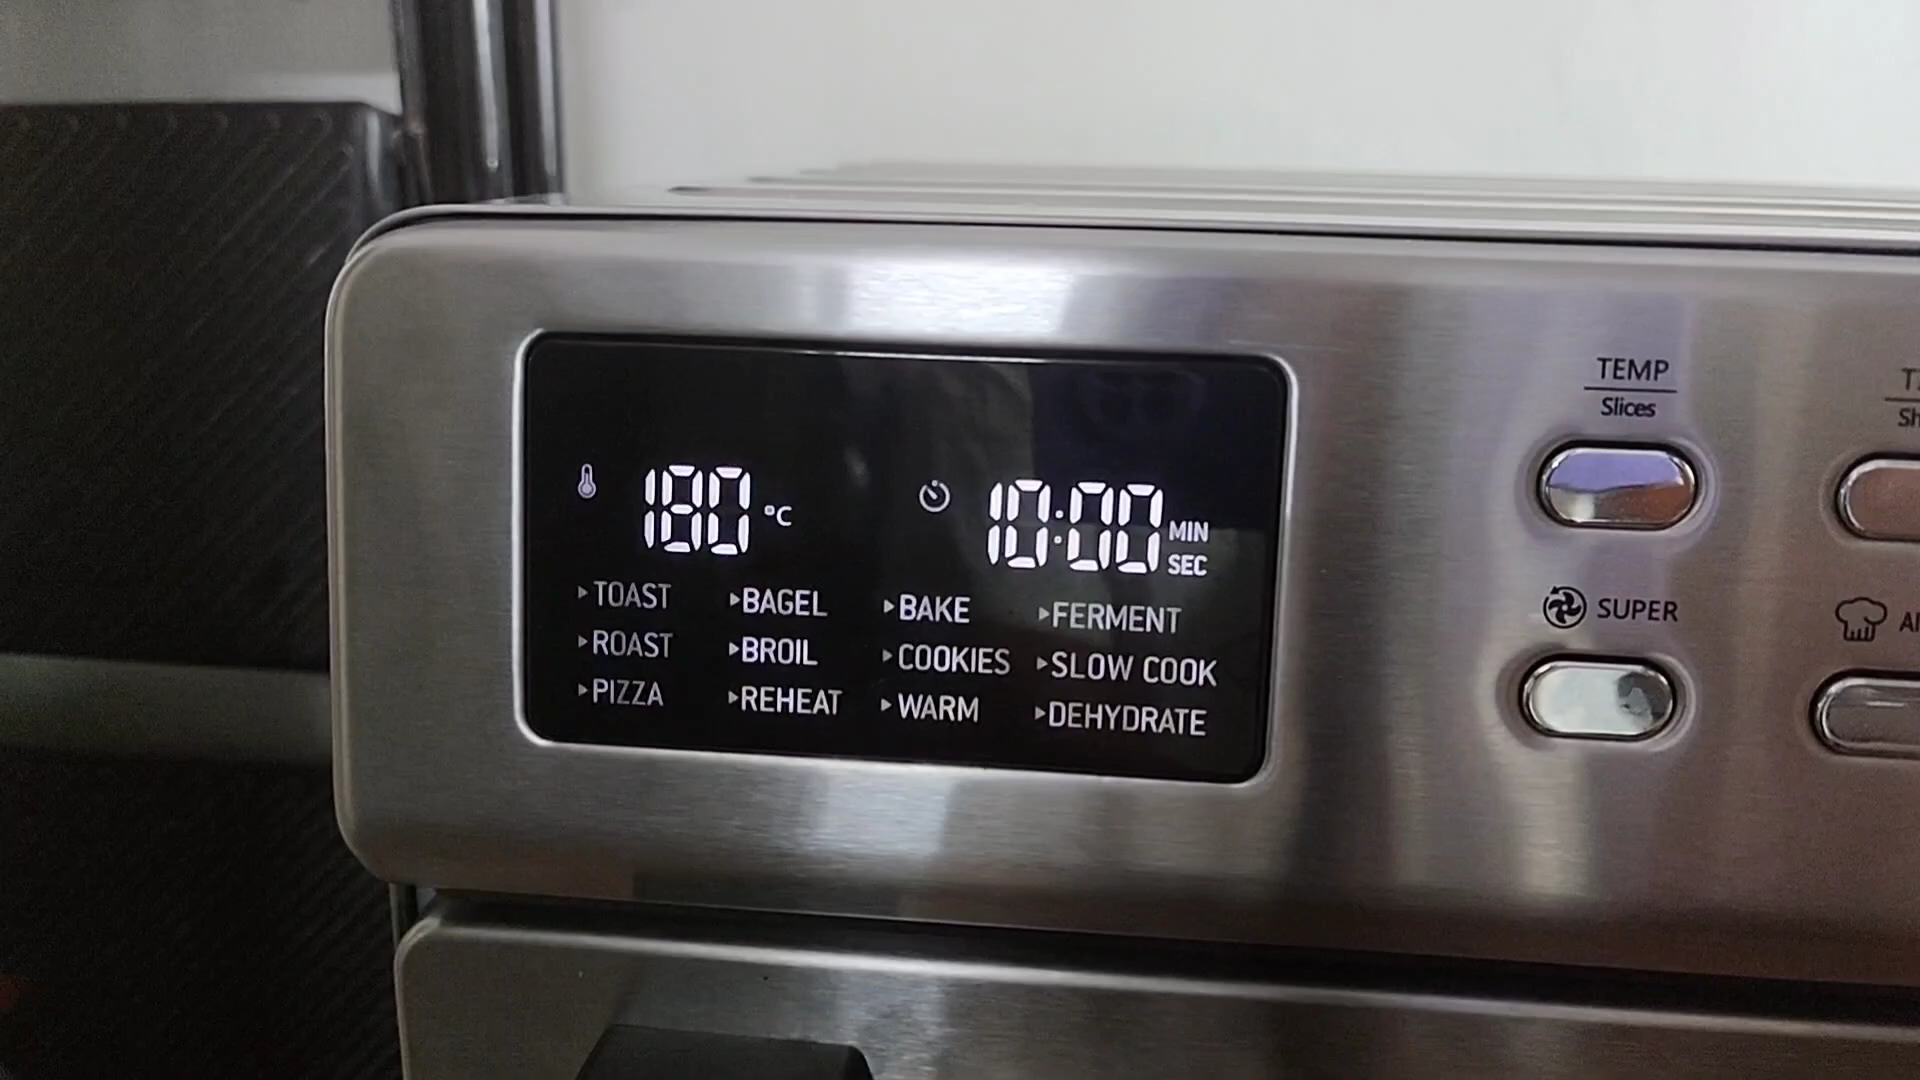 TEMP
Slices
180 °C
10:00 MIN SEC
▸TOAST ▸BAGEL ▸BAKE ▸FERMENT
▸ROAST ▸BROIL ▸COOKIES ▸SLOW COOK
▸PIZZA ▸REHEAT ▸WARM ▸DEHYDRATE
SUPER